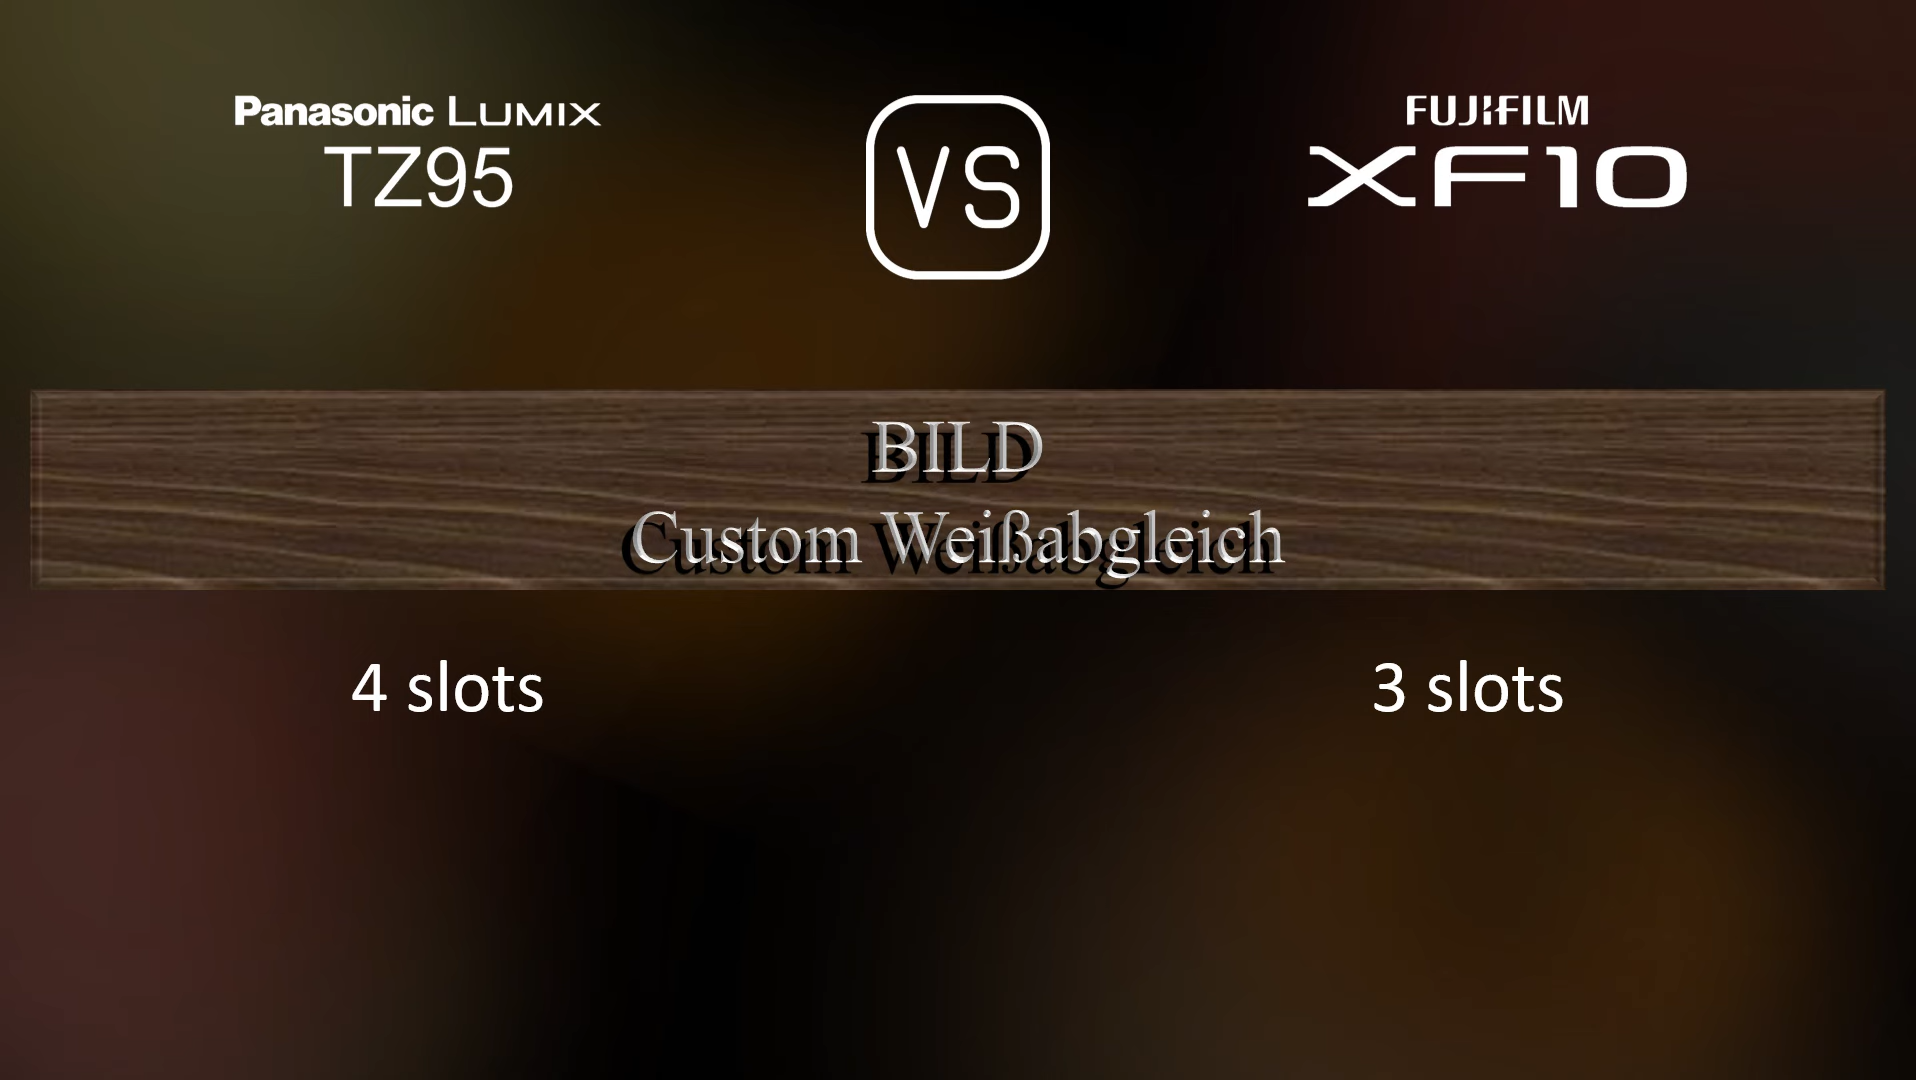 Panasonic LUMIX
TZ95
VS
FUJIFILM
XF10
BILD
Custom Weißabgleich
4 slots
3 slots